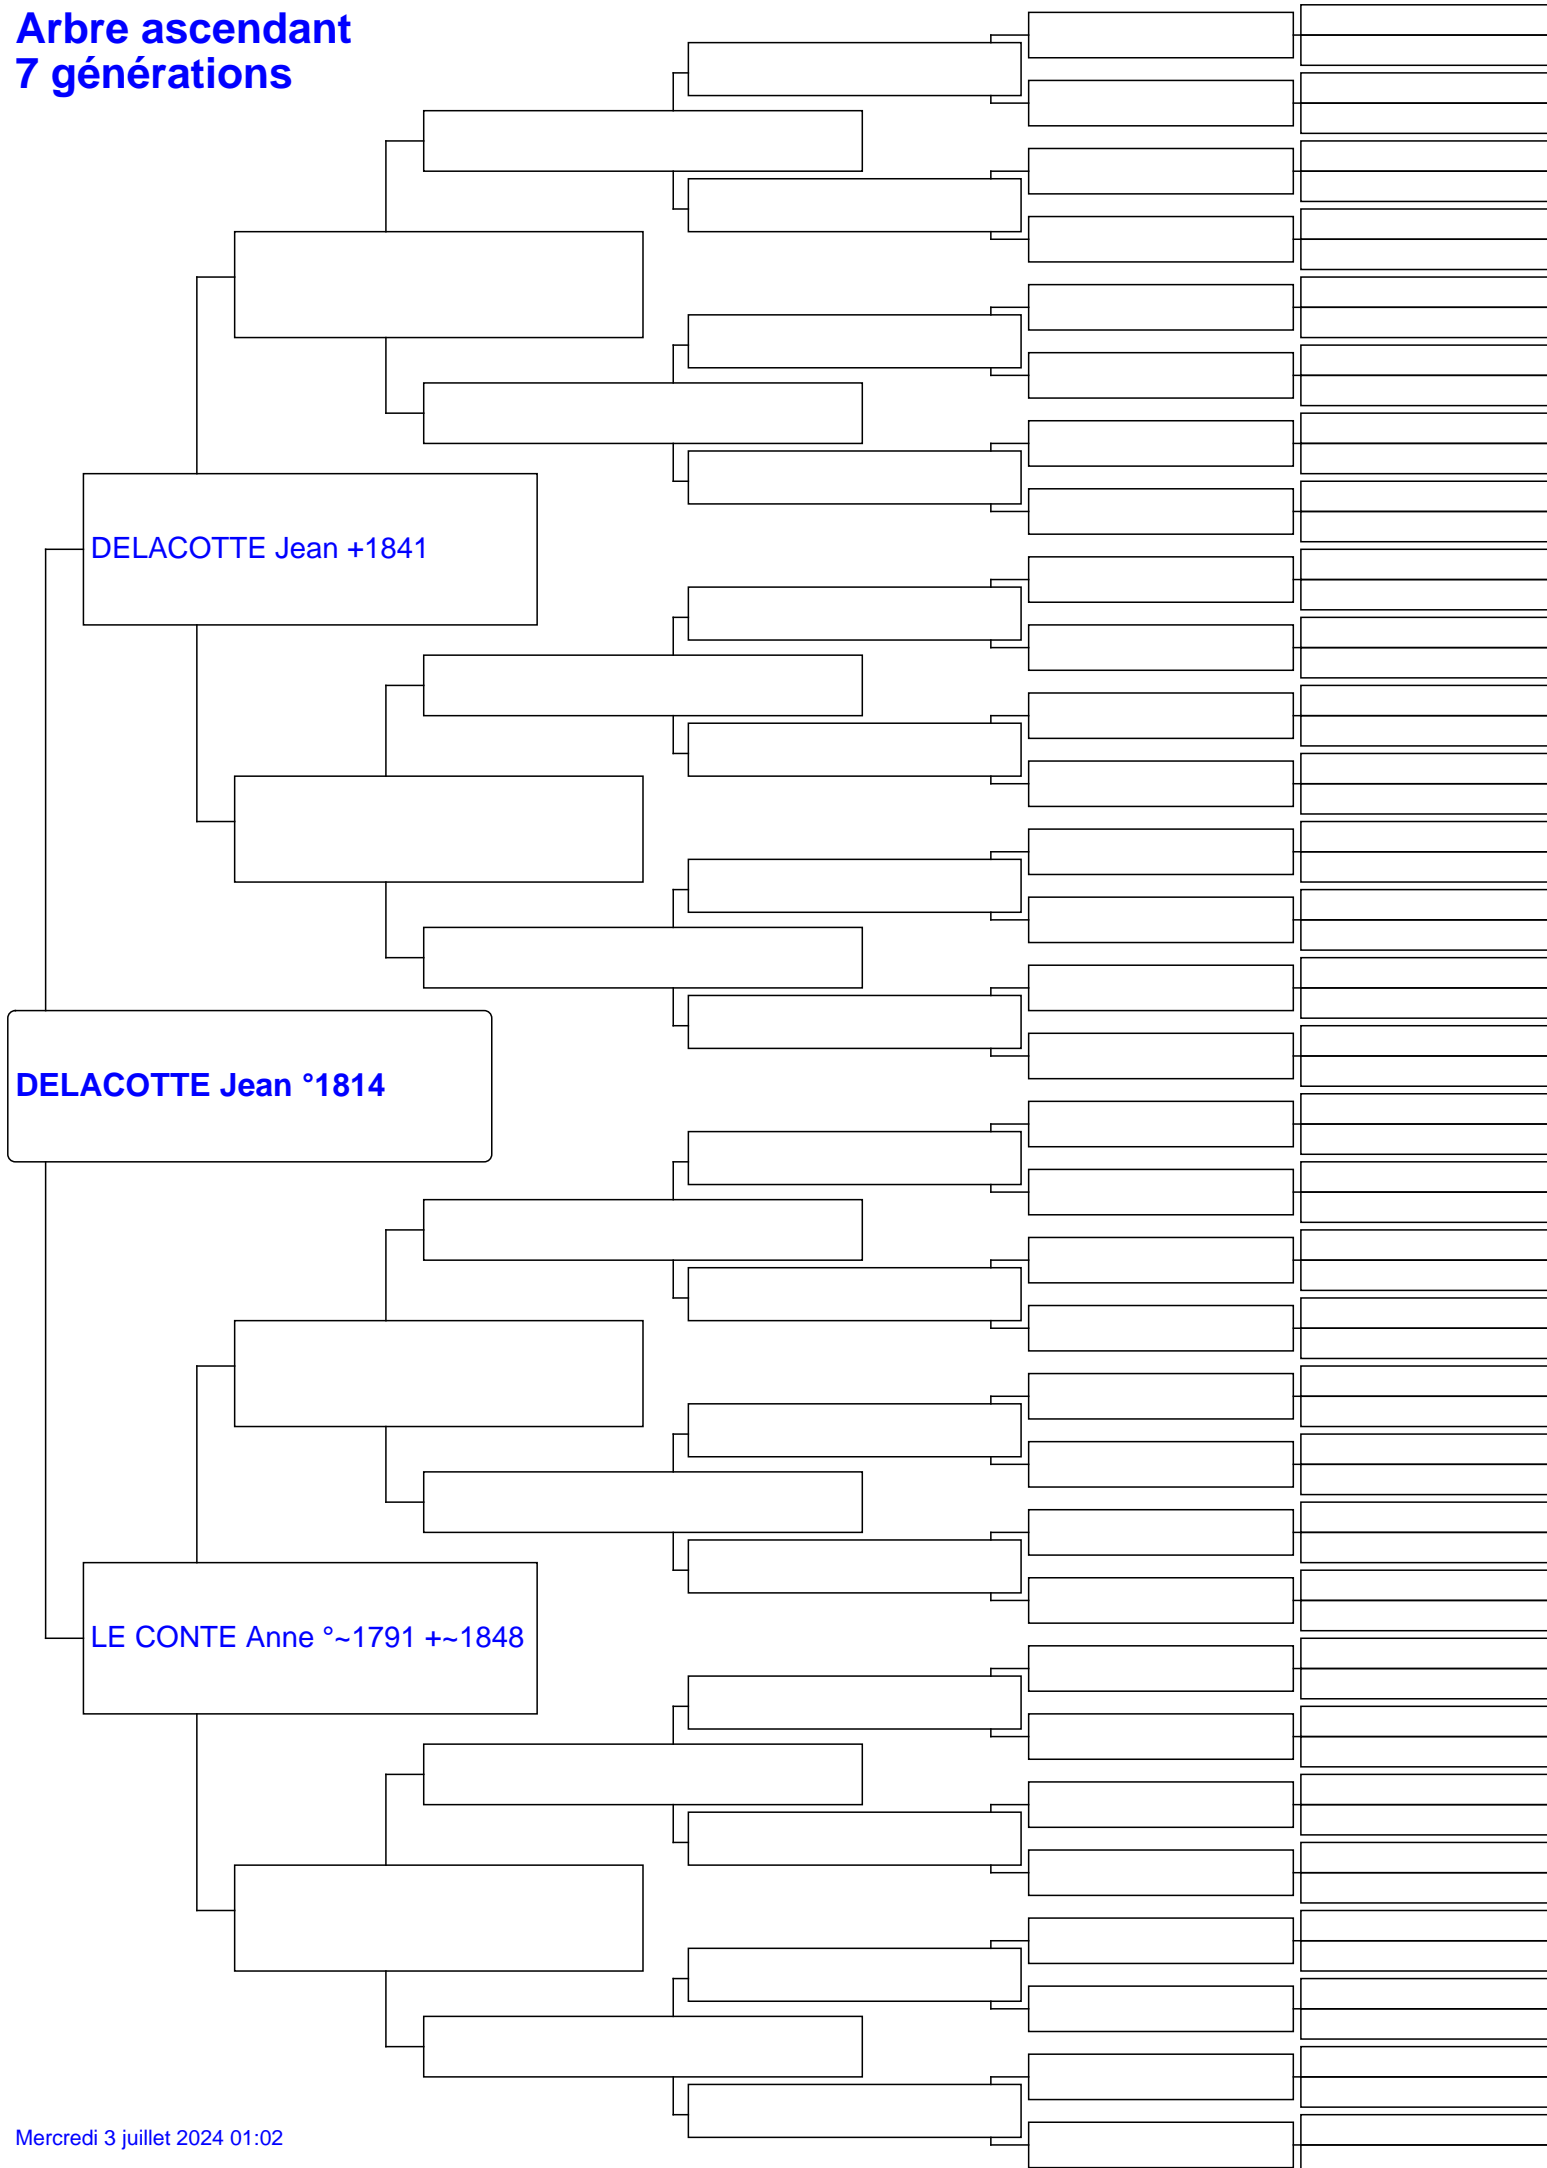 Arbre ascendant
7 générations
DELACOTTE Jean +1841
DELACOTTE Jean °1814
LE CONTE Anne °~1791 +~1848
Mercredi 3 juillet 2024 01:02